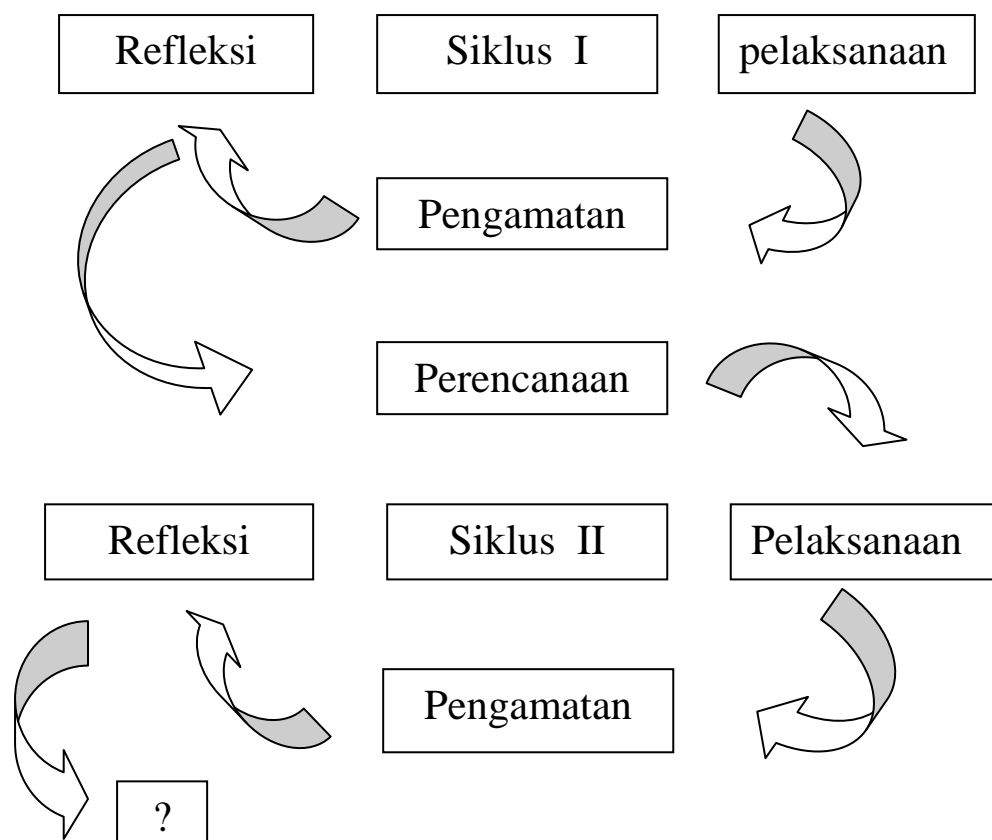 Refleksi
Siklus I
pelaksanaan
Pengamatan
Perencanaan
Refleksi
Siklus II
Pelaksanaan
Pengamatan
?